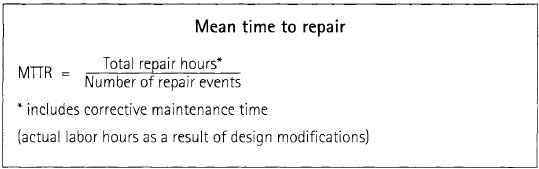 Mean time to repair
MTTR = Total repair hours*
Number of repair events
* includes corrective maintenance time
(actual labor hours as a result of design modifications)